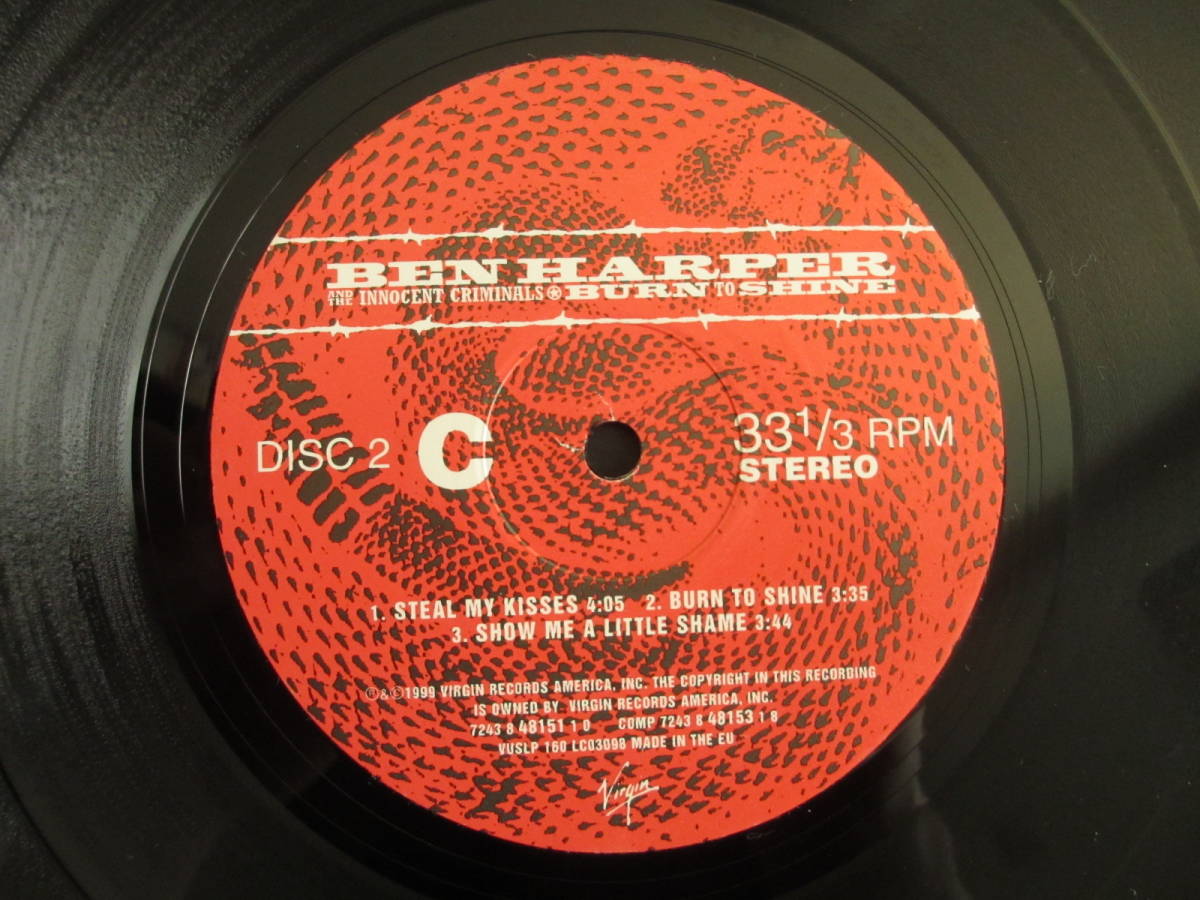 BEN HARPER
AND THE INNOCENT CRIMINALS ⍟ BURN TO SHINE
DISC 2 C 33 1/3 RPM
STEREO
1. STEAL MY KISSES 4:05 2. BURN TO SHINE 3:35
3. SHOW ME A LITTLE SHAME 3:44
℗&©1999 VIRGIN RECORDS AMERICA, INC. THE COPYRIGHT IN THIS RECORDING
IS OWNED BY VIRGIN RECORDS AMERICA, INC.
7243 8 48151 1 0 COMP 7243 8 48153 1 8
VUSLP 160 LC03098 MADE IN THE EU
Virgin